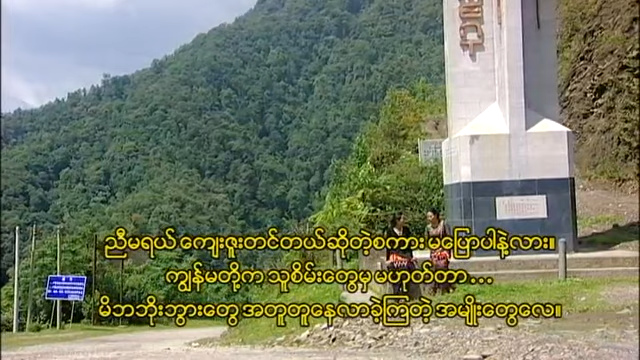 ညီမရယ် ကျေးဇူးတင်တယ်ဆိုတဲ့စကား မပြောပါနဲ့လား။
ကျွန်မတို့က သူစိမ်းတွေမှ မဟုတ်တာ...
မိဘဘိုးဘွားတွေ အတူတူနေလာခဲ့ကြတဲ့ အမျိုးတွေလေ။